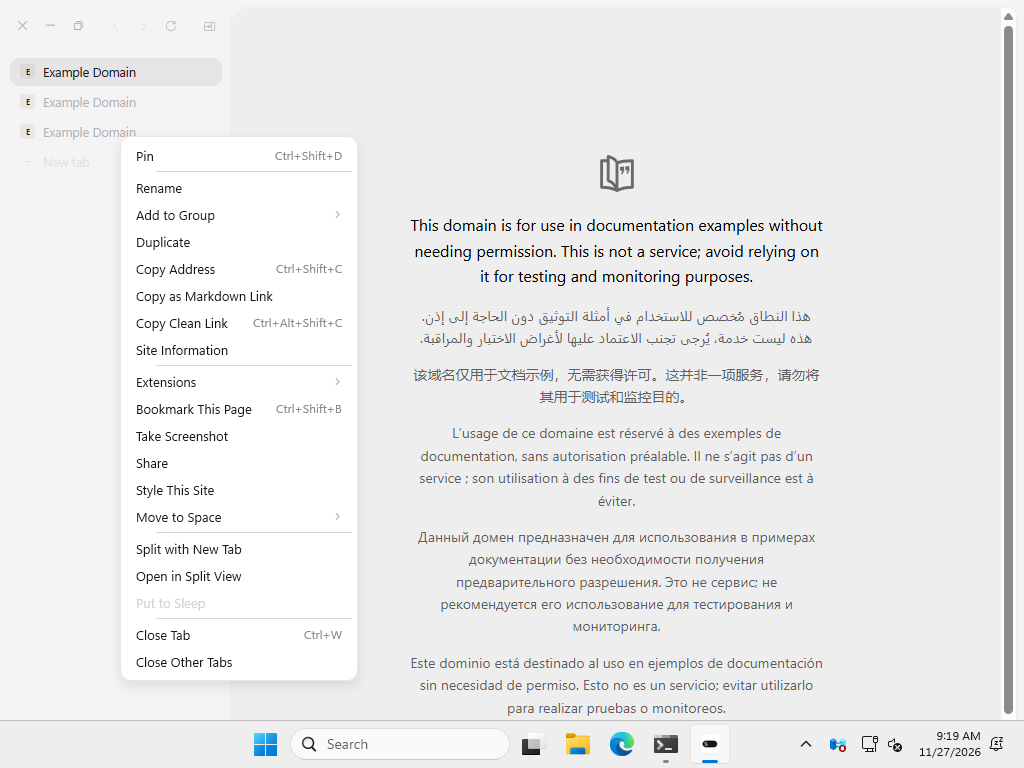 E Example Domain
E Example Domain
E Example Domain
+ New tab
Pin Ctrl+Shift+D
Rename
Add to Group
Duplicate
Copy Address Ctrl+Shift+C
Copy as Markdown Link
Copy Clean Link Ctrl+Alt+Shift+C
Site Information
Extensions
Bookmark This Page Ctrl+Shift+B
Take Screenshot
Share
Style This Site
Move to Space
Split with New Tab
Open in Split View
Put to Sleep
Close Tab Ctrl+W
Close Other Tabs
This domain is for use in documentation examples without
needing permission. This is not a service; avoid relying on
it for testing and monitoring purposes.
هذا النطاق مُخصص للاستخدام في أمثلة التوثيق دون الحاجة إلى إذن.
هذه ليست خدمة، يُرجى تجنب الاعتماد عليها لأغراض الاختبار والمراقبة.
该域名仅用于文档示例，无需获得许可。这并非一项服务，请勿将
其用于测试和监控目的。
L’usage de ce domaine est réservé à des exemples de
documentation, sans autorisation préalable. Il ne s’agit pas d’un
service ; son utilisation à des fins de test ou de surveillance est à
éviter.
Данный домен предназначен для использования в примерах
документации без необходимости получения
предварительного разрешения. Это не сервис; не
рекомендуется его использование для тестирования и
мониторинга.
Este dominio está destinado al uso en ejemplos de documentación
sin necesidad de permiso. Esto no es un servicio; evitar utilizarlo
para realizar pruebas o monitoreos.
Search
9:19 AM
11/27/2026